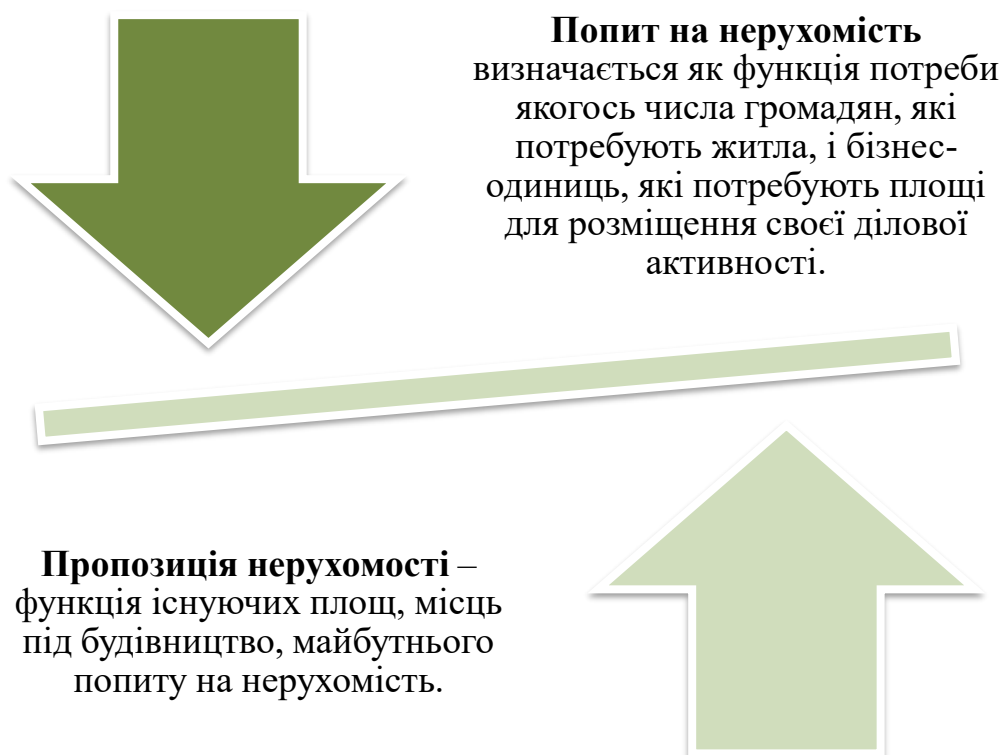 Попит на нерухомість
визначається як функція потреби
якогось числа громадян, які
потребують житла, і бізнес-
одиниць, які потребують площі
для розміщення своєї ділової
активності.
Пропозиція нерухомості –
функція існуючих площ, місць
під будівництво, майбутнього
попиту на нерухомість.